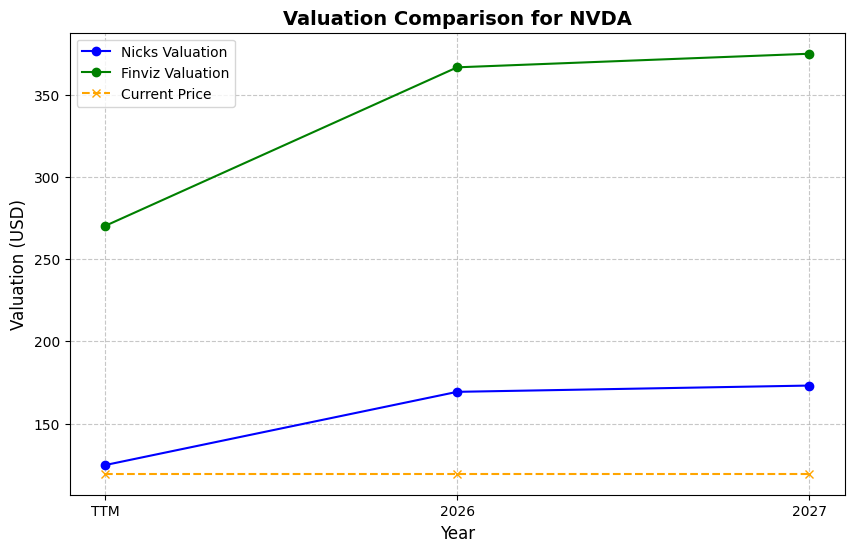 Valuation Comparison for NVDA
Nicks Valuation
Finviz Valuation
Current Price
Valuation (USD)
350
300
250
200
150
TTM
2026
2027
Year